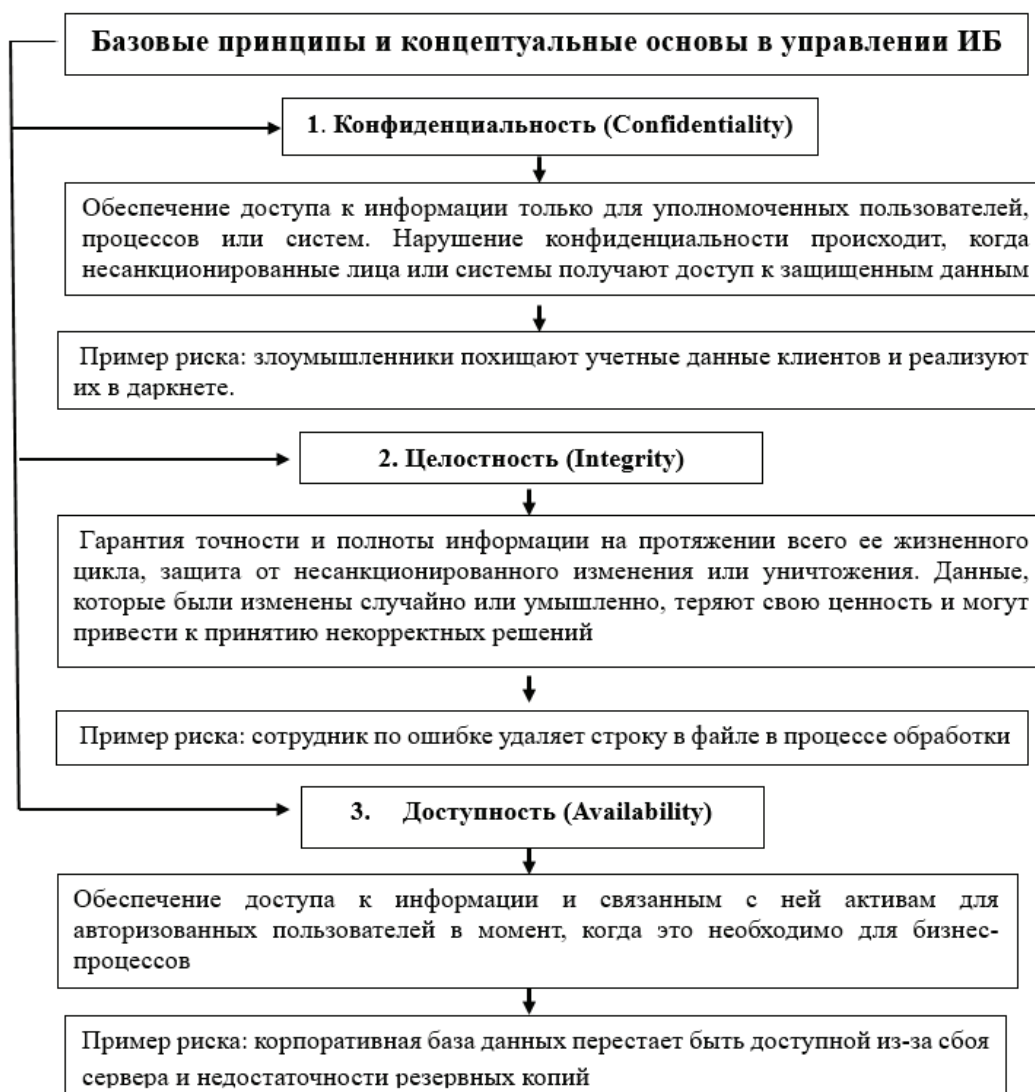 Базовые принципы и концептуальные основы в управлении ИБ
1. Конфиденциальность (Confidentiality)
Обеспечение доступа к информации только для уполномоченных пользователей,
процессов или систем. Нарушение конфиденциальности происходит, когда
несанкционированные лица или системы получают доступ к защищенным данным
Пример риска: злоумышленники похищают учетные данные клиентов и реализуют
их в даркнете.
2. Целостность (Integrity)
Гарантия точности и полноты информации на протяжении всего ее жизненного
цикла, защита от несанкционированного изменения или уничтожения. Данные,
которые были изменены случайно или умышленно, теряют свою ценность и могут
привести к принятию некорректных решений
Пример риска: сотрудник по ошибке удаляет строку в файле в процессе обработки
3. Доступность (Availability)
Обеспечение доступа к информации и связанным с ней активам для
авторизованных пользователей в момент, когда это необходимо для бизнес-
процессов
Пример риска: корпоративная база данных перестает быть доступной из-за сбоя
сервера и недостаточности резервных копий